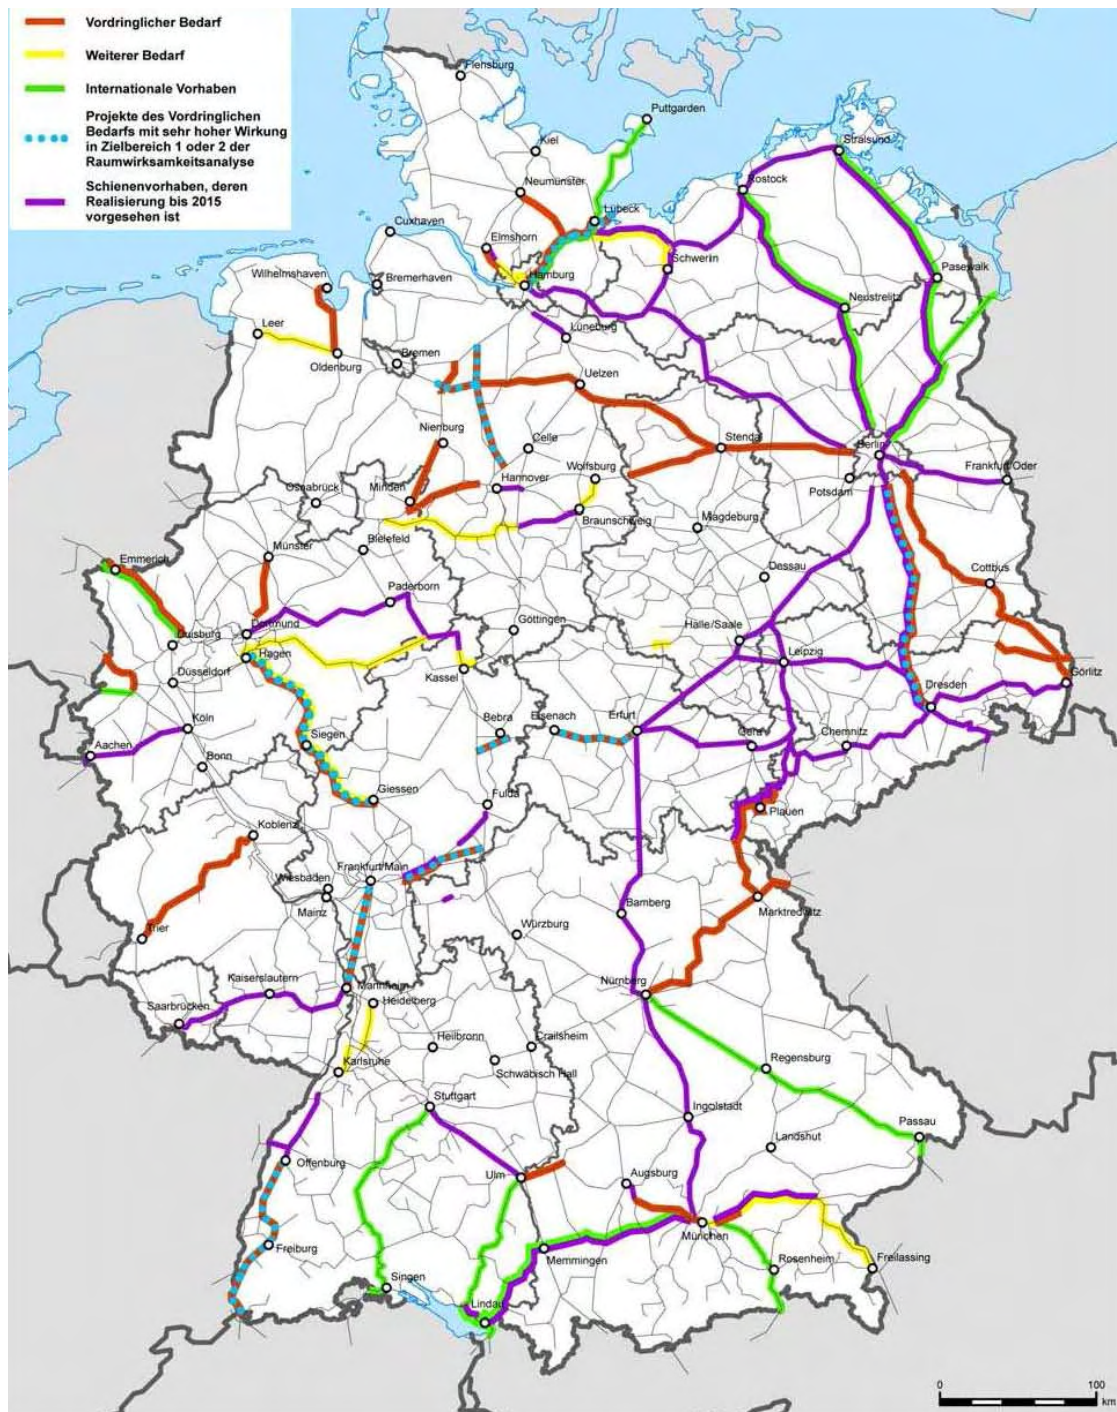 Vordringlicher Bedarf
Weiterer Bedarf
Internationale Vorhaben
Projekte des Vordringlichen
Bedarfs mit sehr hoher Wirkung
in Zielbereich 1 oder 2 der
Raumwirksamkeitsanalyse
Schienenvorhaben, deren
Realisierung bis 2015
vorgesehen ist
Flensburg
Puttgarden
Kiel
Stralsund
Neumünster
Rostock
Lübeck
Cuxhaven
Elmshorn
Schwerin
Wilhelmshaven
Bremerhaven
Hamburg
Pasewalk
Neustrelitz
Leer
Lüneburg
Oldenburg
Bremen
Uelzen
Nienburg
Celle
Stendal
Berlin
Wolfsburg
Frankfurt/Oder
Osnabrück
Minden
Hannover
Potsdam
Braunschweig
Magdeburg
Münster
Bielefeld
Emmerich
Dessau
Cottbus
Paderborn
Dortmund
Duisburg
Göttingen
Halle/Saale
Hagen
Leipzig
Düsseldorf
Kassel
Görlitz
Dresden
Köln
Bebra
Eisenach
Erfurt
Gera
Chemnitz
Aachen
Siegen
Bonn
Giessen
Fulda
Plauen
Koblenz
Frankfurt/Main
Wiesbaden
Mainz
Bamberg
Marktredwitz
Trier
Würzburg
Kaiserslautern
Mannheim
Nürnberg
Saarbrücken
Heidelberg
Heilbronn
Crailsheim
Karlsruhe
Schwäbisch Hall
Regensburg
Stuttgart
Ingolstadt
Passau
Landshut
Offenburg
Ulm
Augsburg
München
Freiburg
Memmingen
Rosenheim
Freilassing
Singen
Lindau
0 100
km